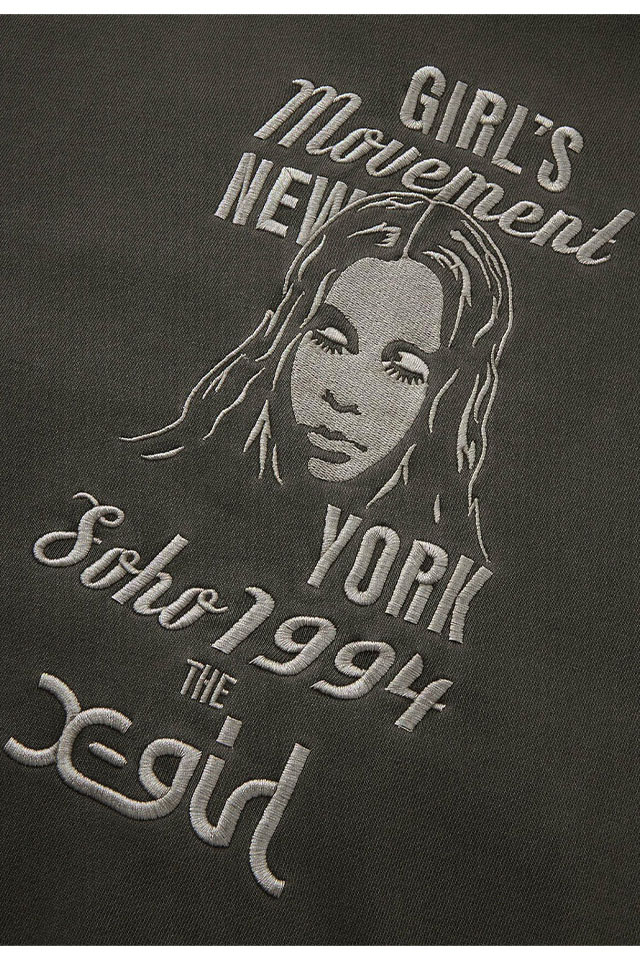 GIRL'S
Movement
NEW
YORK
Soho 1994
THE
X-girl